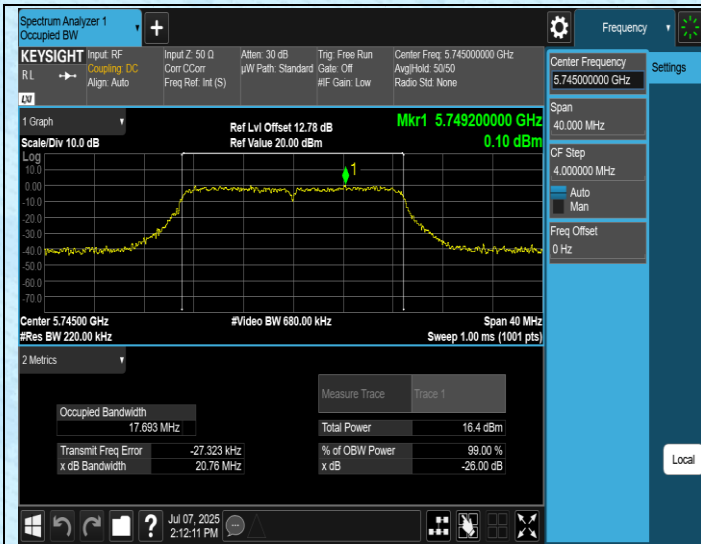 Spectrum Analyzer 1
Occupied BW
+
Frequency
KEYSIGHT
RL
LXI
Input: RF
Coupling: DC
Align: Auto
Input Z: 50 Ω
Corr CCorr
Freq Ref: Int (S)
Atten: 30 dB
µW Path: Standard
Trig: Free Run
Gate: Off
#IF Gain: Low
Center Freq: 5.745000000 GHz
Avg|Hold: 50/50
Radio Std: None
Center Frequency
5.745000000 GHz
Settings
Span
40.000 MHz
CF Step
4.000000 MHz
Auto
Man
Freq Offset
0 Hz
1 Graph
Scale/Div 10.0 dB
Ref Lvl Offset 12.78 dB
Ref Value 20.00 dBm
Mkr1 5.749200000 GHz
0.10 dBm
Log
10.0
0.00
-10.0
-20.0
-30.0
-40.0
-50.0
-60.0
-70.0
1
Center 5.74500 GHz
#Res BW 220.00 kHz
#Video BW 680.00 kHz
Span 40 MHz
Sweep 1.00 ms (1001 pts)
2 Metrics
Measure Trace Trace 1
Occupied Bandwidth
17.693 MHz
Total Power 16.4 dBm
Transmit Freq Error -27.323 kHz
% of OBW Power 99.00 %
x dB Bandwidth 20.76 MHz
x dB -26.00 dB
Local
?
Jul 07, 2025
2:12:11 PM